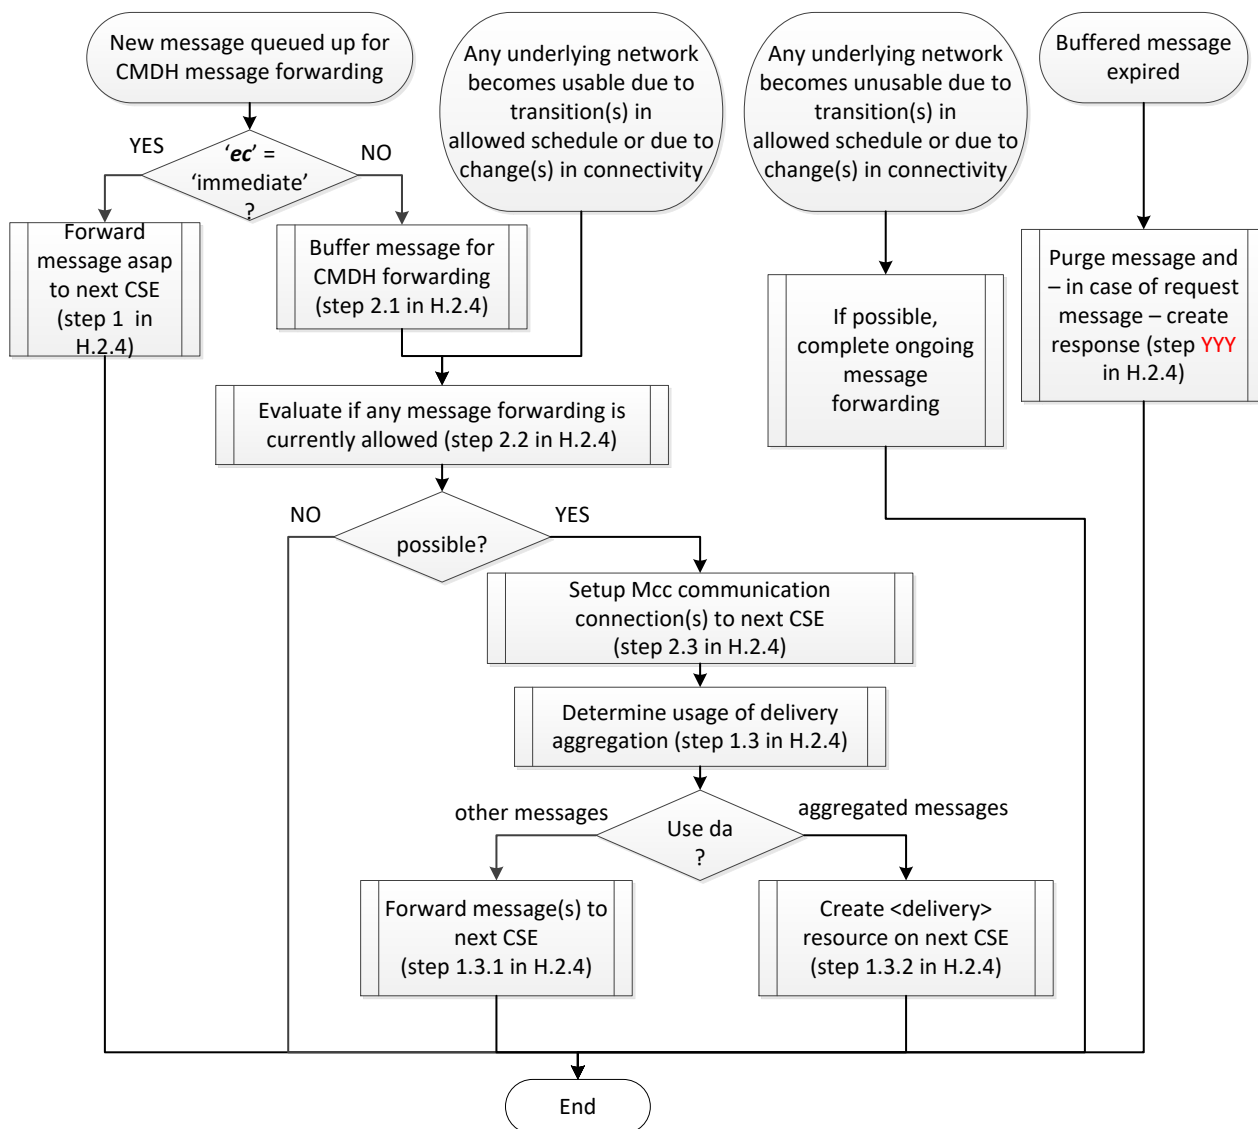 New message queued up for
CMDH message forwarding
Any underlying network
becomes usable due to
transition(s) in
allowed schedule or due to
change(s) in connectivity
Any underlying network
becomes unusable due to
transition(s) in
allowed schedule or due to
change(s) in connectivity
Buffered message
expired
YES
'ec' =
'immediate'
?
NO
Forward
message asap
to next CSE
(step 1 in
H.2.4)
Buffer message for
CMDH forwarding
(step 2.1 in H.2.4)
If possible,
complete ongoing
message
forwarding
Purge message and
– in case of request
message – create
response (step YYY
in H.2.4)
Evaluate if any message forwarding is
currently allowed (step 2.2 in H.2.4)
NO
possible?
YES
Setup Mcc communication
connection(s) to next CSE
(step 2.3 in H.2.4)
Determine usage of delivery
aggregation (step 1.3 in H.2.4)
other messages
Use da
?
aggregated messages
Forward message(s) to
next CSE
(step 1.3.1 in H.2.4)
Create <delivery>
resource on next CSE
(step 1.3.2 in H.2.4)
End